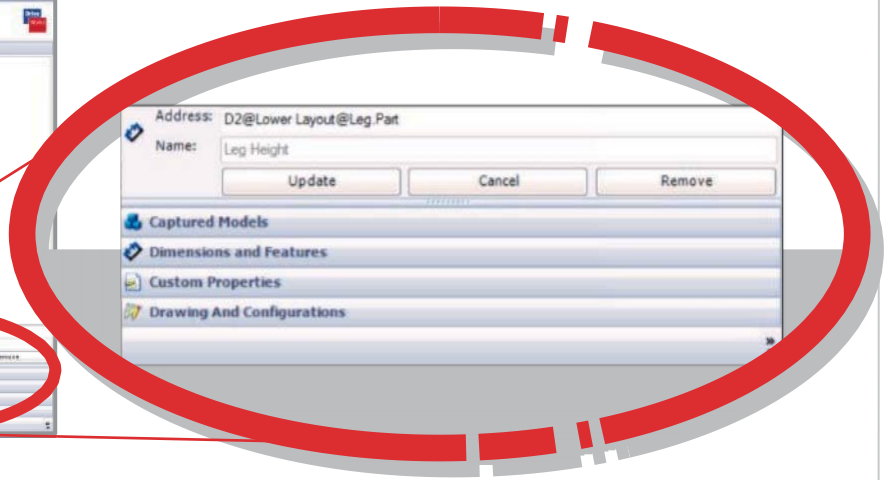 Address: D2@Lower Layout@Leg.Part
Name: Leg Height
Update Cancel Remove
Captured Models
Dimensions and Features
Custom Properties
Drawing And Configurations